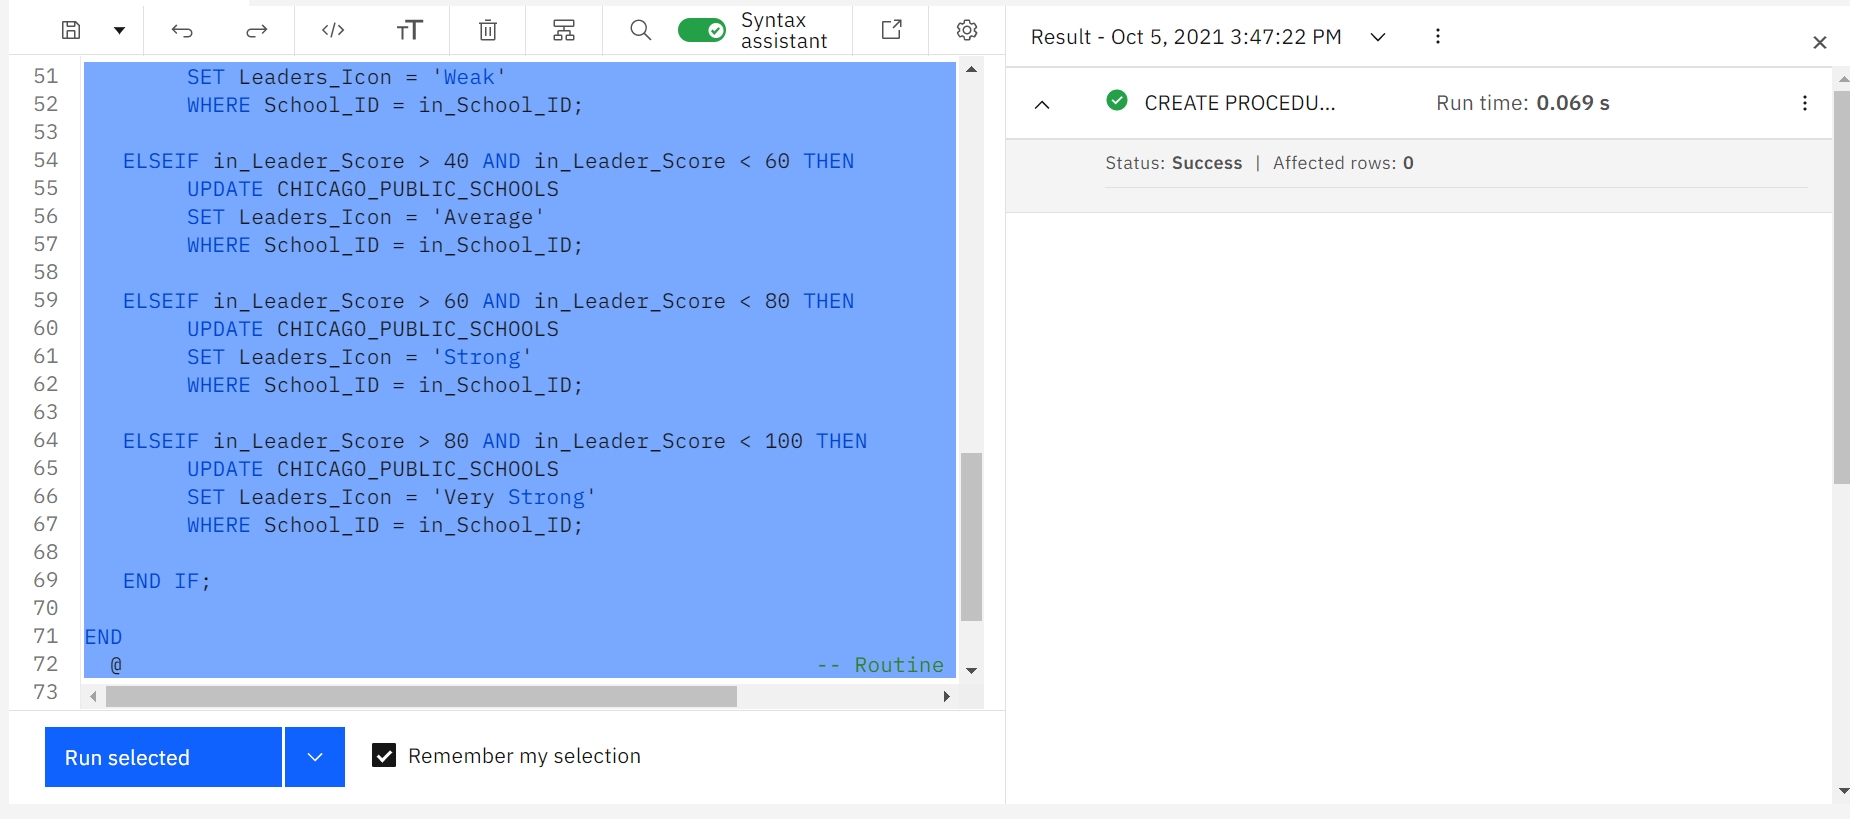 Syntax
assistant
51 SET Leaders_Icon = 'Weak'
52 WHERE School_ID = in_School_ID;
53
54 ELSEIF in_Leader_Score > 40 AND in_Leader_Score < 60 THEN
55 UPDATE CHICAGO_PUBLIC_SCHOOLS
56 SET Leaders_Icon = 'Average'
57 WHERE School_ID = in_School_ID;
58
59 ELSEIF in_Leader_Score > 60 AND in_Leader_Score < 80 THEN
60 UPDATE CHICAGO_PUBLIC_SCHOOLS
61 SET Leaders_Icon = 'Strong'
62 WHERE School_ID = in_School_ID;
63
64 ELSEIF in_Leader_Score > 80 AND in_Leader_Score < 100 THEN
65 UPDATE CHICAGO_PUBLIC_SCHOOLS
66 SET Leaders_Icon = 'Very Strong'
67 WHERE School_ID = in_School_ID;
68
69 END IF;
70
71 END
72 @ -- Routine
73
Run selected
Remember my selection
Result - Oct 5, 2021 3:47:22 PM
CREATE PROCEDU... Run time: 0.069 s
Status: Success | Affected rows: 0